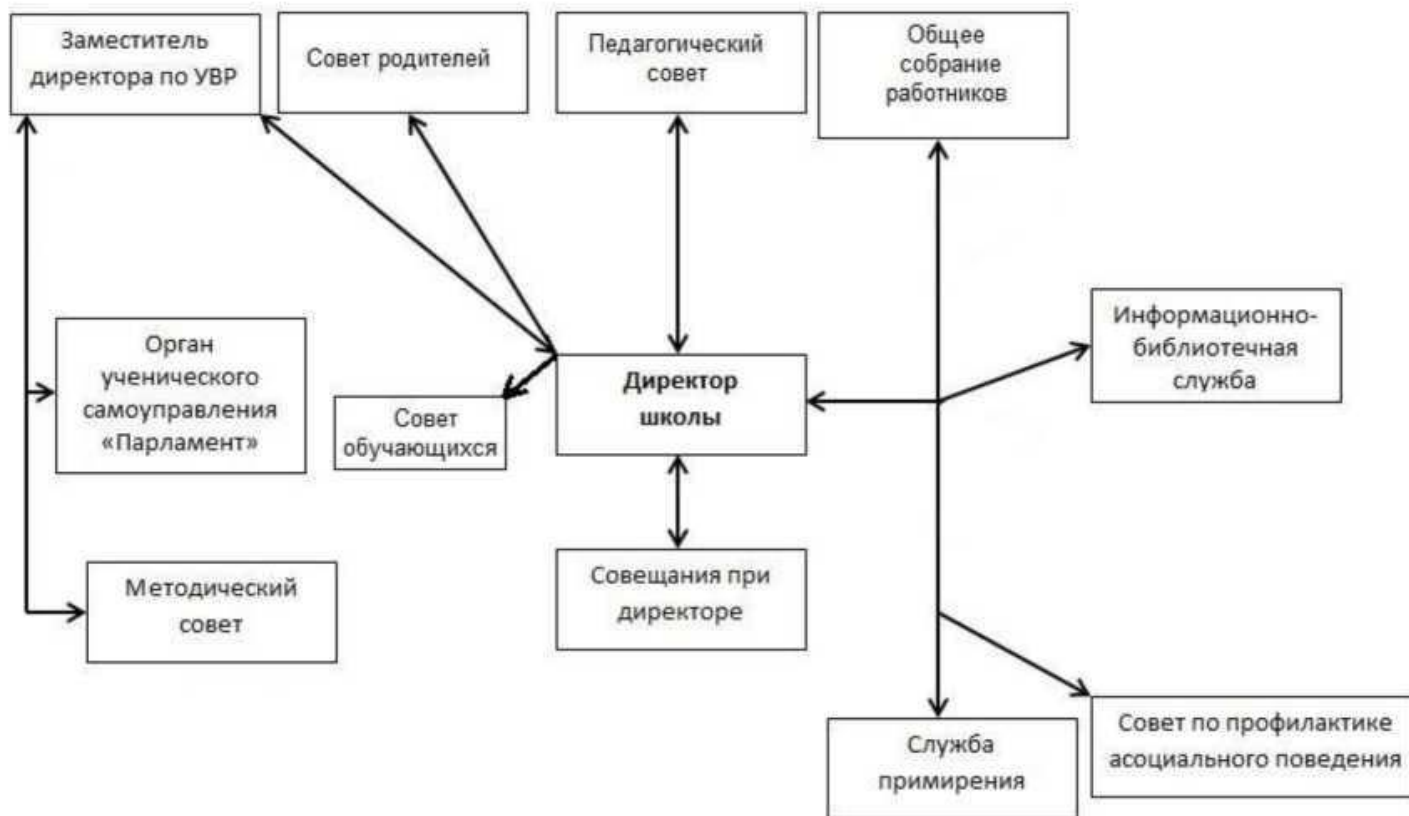 Заместитель
директора по УВР
Совет родителей
Педагогический
совет
Общее
собрание
работников
Информационно-
библиотечная
служба
Орган
ученического
самоуправления
«Парламент»
Директор
школы
Совет
обучающихся
Совещания при
директоре
Методический
совет
Служба
примирения
Совет по профилактике
асоциального поведения